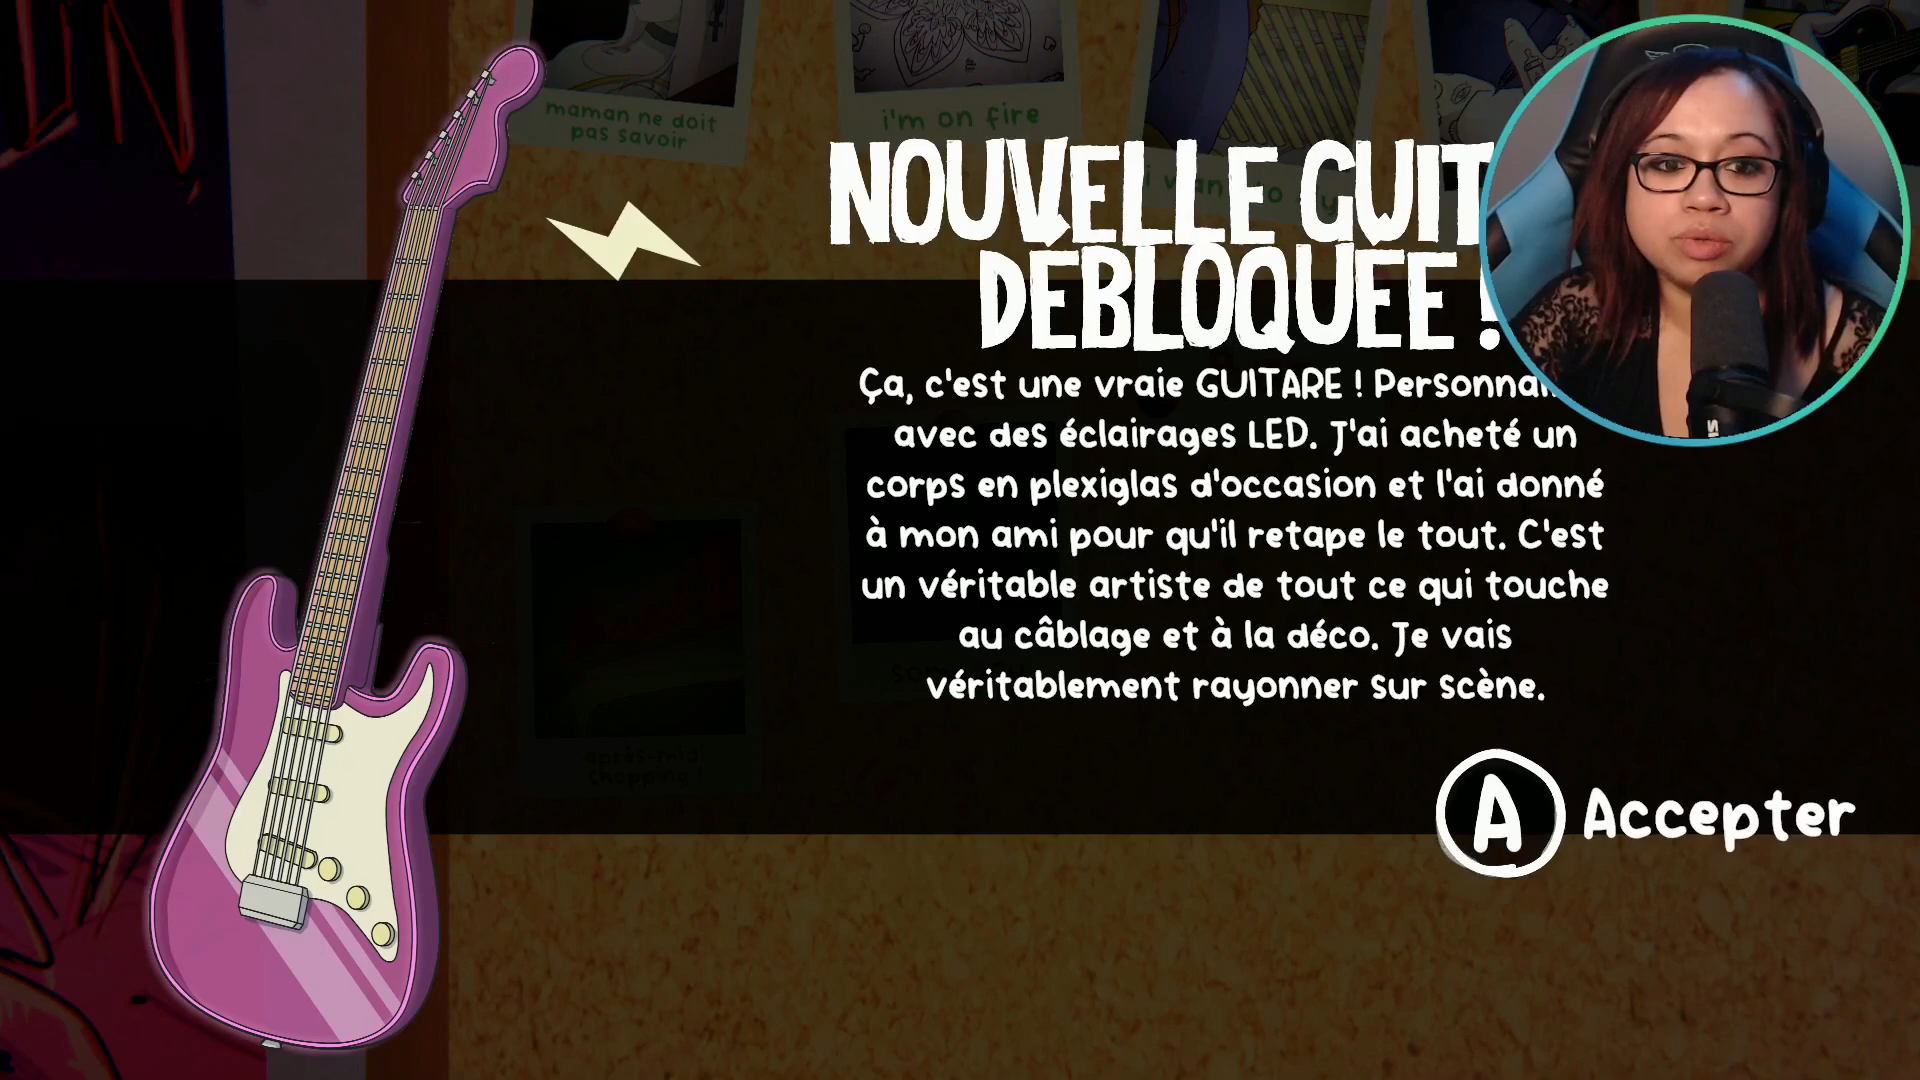 maman ne doit
pas savoir
i'm on fire
NOUVELLE
DÉBLOQUÉE !
Ça, c'est une vraie GUITARE !
avec des éclairages LED. J'ai acheté un
corps en plexiglas d'occasion et l'ai donné
à mon ami pour qu'il retape le tout. C'est
un véritable artiste de tout ce qui touche
au câblage et à la déco. Je vais
véritablement rayonner sur scène.
après-midi
shopping !
A Accepter